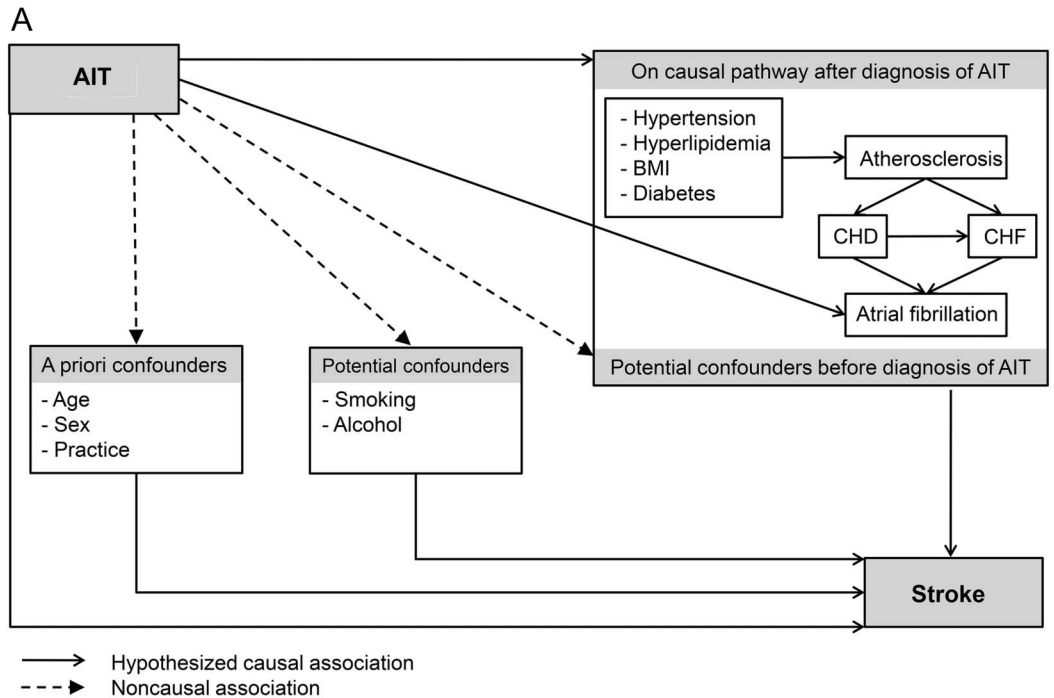 A
AIT
On causal pathway after diagnosis of AIT
- Hypertension
- Hyperlipidemia
- BMI
- Diabetes
Atherosclerosis
CHD
CHF
Atrial fibrillation
Potential confounders before diagnosis of AIT
A priori confounders
- Age
- Sex
- Practice
Potential confounders
- Smoking
- Alcohol
Stroke
Hypothesized causal association
Noncausal association